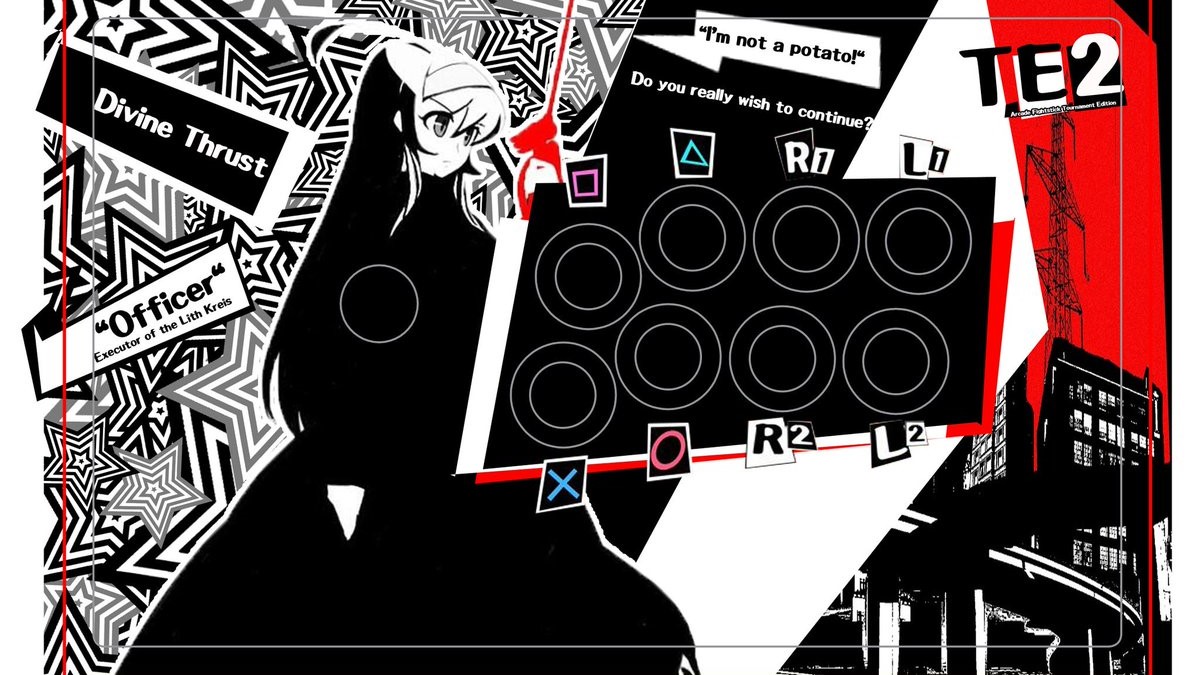 "I'm not a potato!"
Do you really wish to continue?
TE2
Arcade Fightstick Tournament Edition
Divine Thrust
R1
L1
"Officer"
Executor of the Lith Kreis
R2
L2